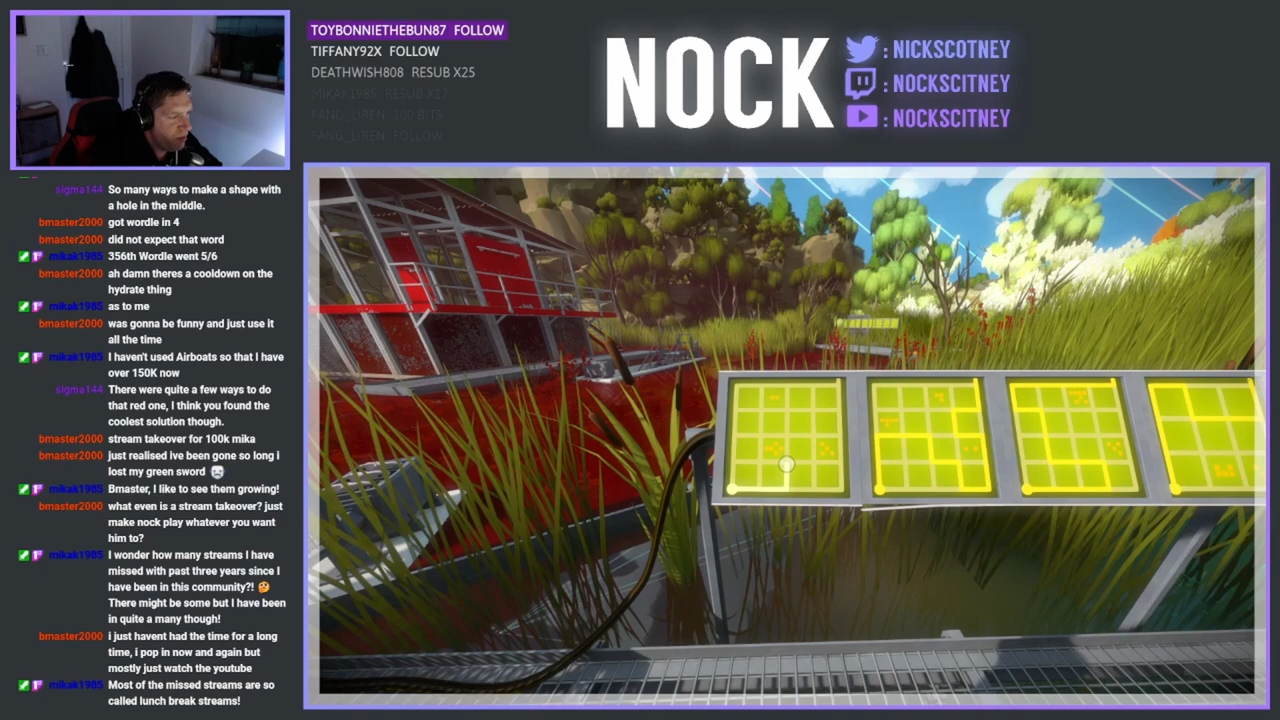 TOYBONNIETHEBUN87 FOLLOW
TIFFANY92X FOLLOW
DEATHWISH808 RESUB X25
MIKAK1985 RESUB X17
FANG_LIREN 100 BITS
FANG_LIREN FOLLOW
NOCK
: NICKSCOTNEY
: NOCKSCITNEY
: NOCKSCITNEY
sigma144 So many ways to make a shape with
a hole in the middle.
bmaster2000 got wordle in 4
bmaster2000 did not expect that word
mikak1985 356th Wordle went 5/6
bmaster2000 ah damn theres a cooldown on the
hydrate thing
mikak1985 as to me
bmaster2000 was gonna be funny and just use it
all the time
mikak1985 I haven't used Airboats so that I have
over 150K now
sigma144 There were quite a few ways to do
that red one, I think you found the
coolest solution though.
bmaster2000 stream takeover for 100k mika
bmaster2000 just realised ive been gone so long i
lost my green sword 😢
mikak1985 Bmaster, I like to see them growing!
bmaster2000 what even is a stream takeover? just
make nock play whatever you want
him to?
mikak1985 I wonder how many streams I have
missed with past three years since I
have been in this community?! 🤔
There might be some but I have been
in quite a many though!
bmaster2000 i just havent had the time for a long
time, i pop in now and again but
mostly just watch the youtube
mikak1985 Most of the missed streams are so
called lunch break streams!